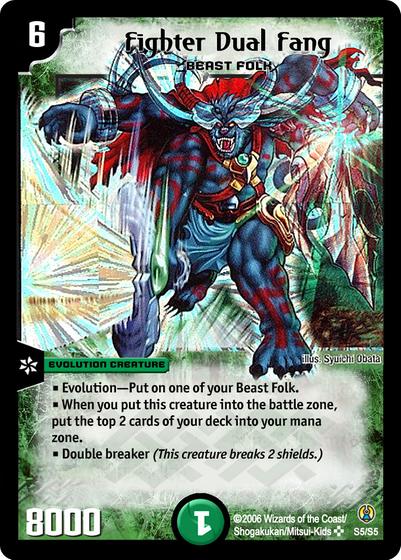 6
Fighter Dual Fang
BEAST FOLK
illus. Syuichi Obata
EVOLUTION CREATURE
▪ Evolution—Put on one of your Beast Folk.
▪ When you put this creature into the battle zone,
put the top 2 cards of your deck into your mana
zone.
▪ Double breaker (This creature breaks 2 shields.)
8000
1
©2006 Wizards of the Coast/
Shogakukan/Mitsui-Kids S5/S5